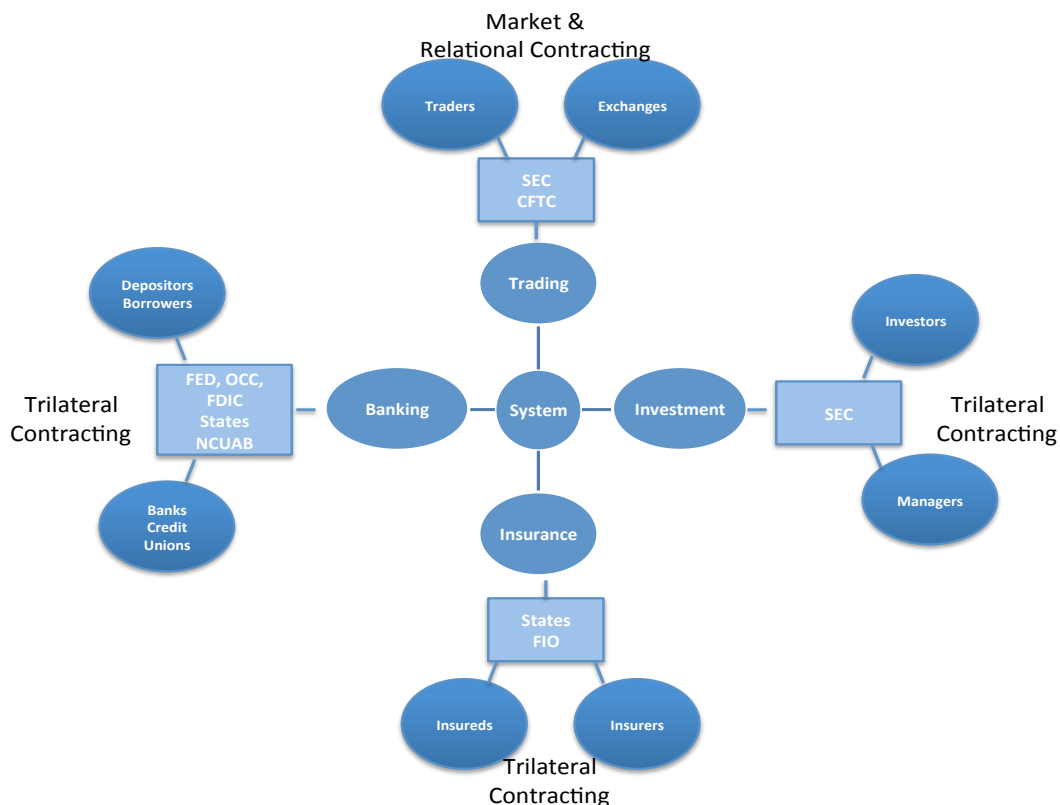 Market &
Relational Contracting
Traders
Exchanges
SEC
CFTC
Trading
Depositors
Borrowers
Investors
FED, OCC,
FDIC
States
NCUAB
Trilateral
Contracting
Banking
System
Investment
SEC
Trilateral
Contracting
Banks
Credit
Unions
Managers
Insurance
States
FIO
Insureds
Insurers
Trilateral
Contracting